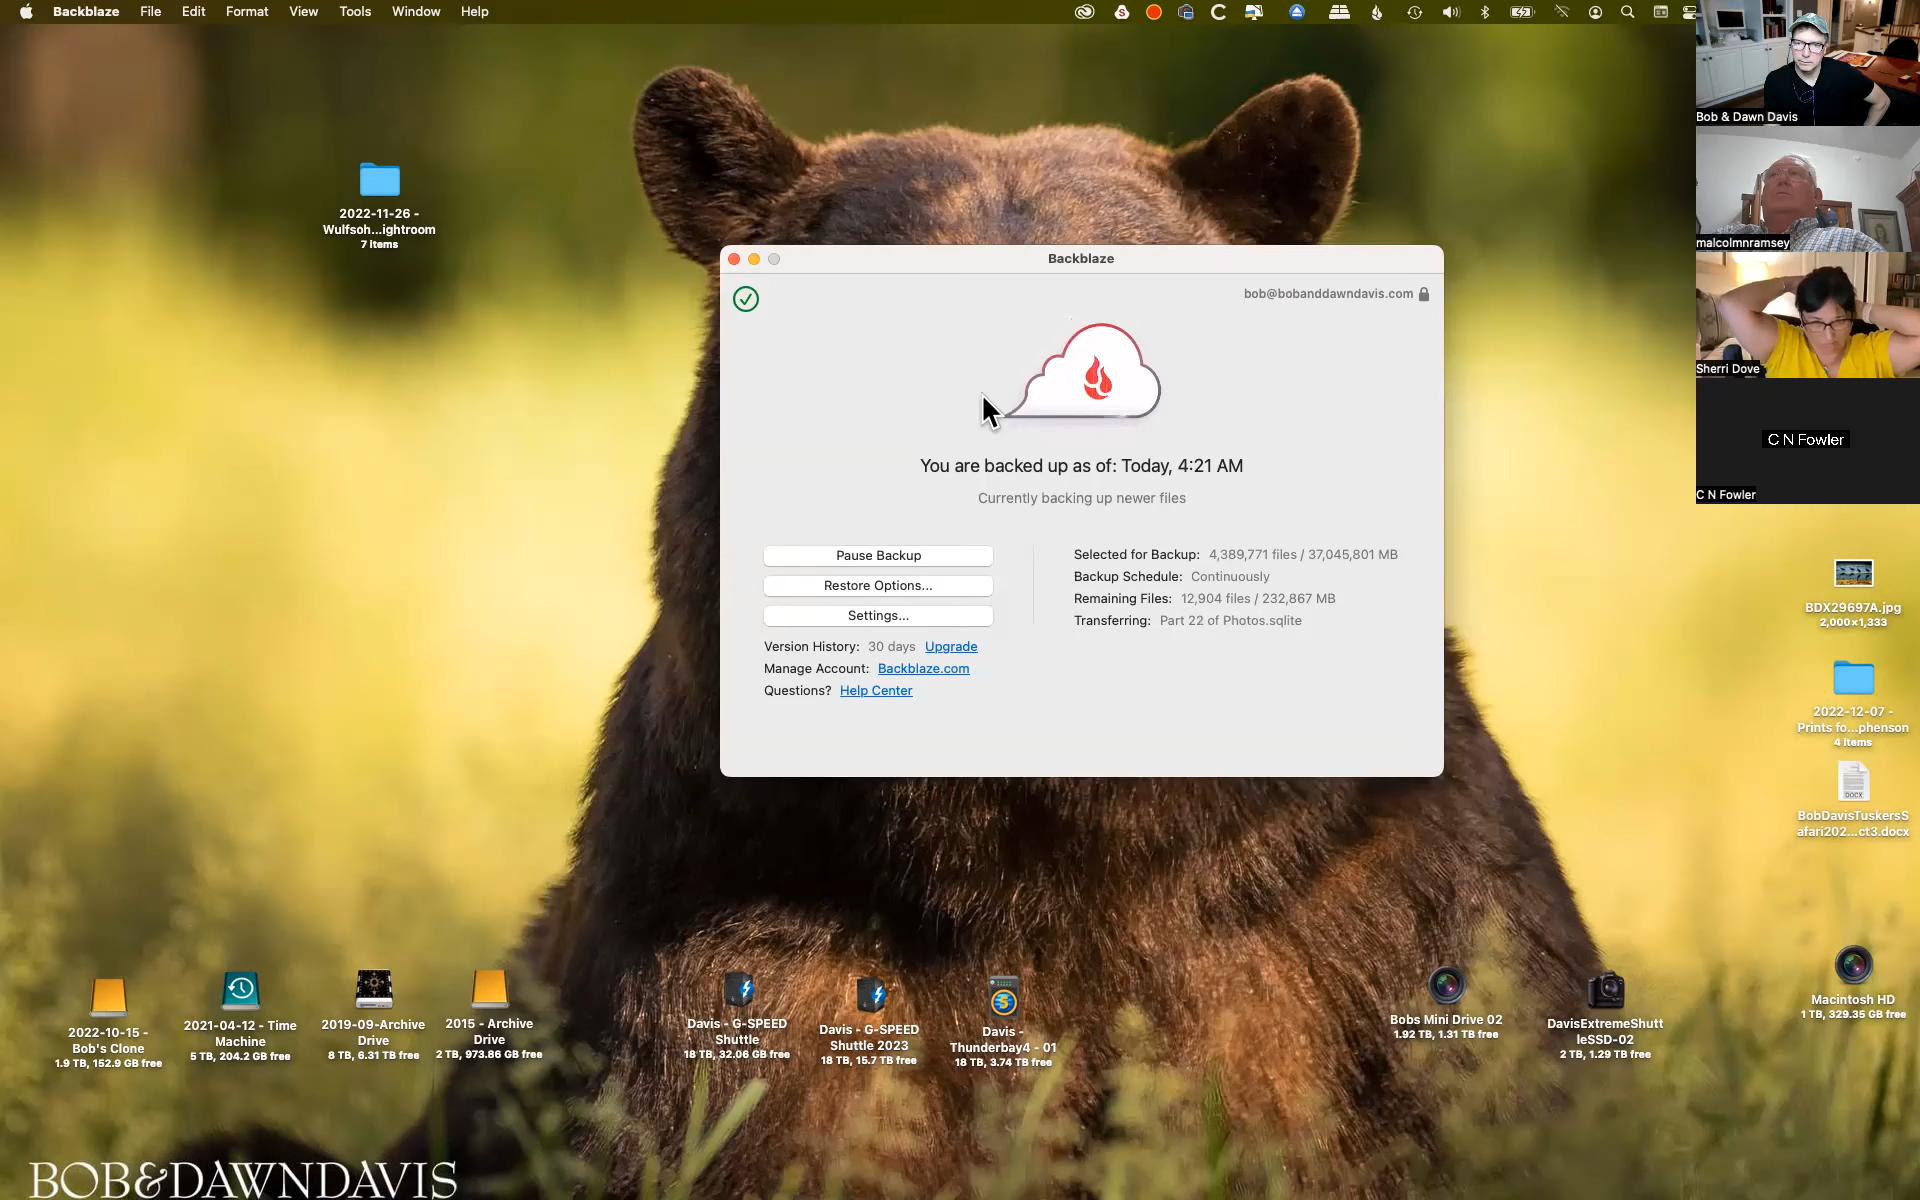 Backblaze File Edit Format View Tools Window Help
Bob & Dawn Davis
malcolmnramsey
Sherri Dove
C N Fowler
C N Fowler
2022-11-26 -
Wulfsoh...ightroom
7 items
Backblaze
bob@bobanddawndavis.com
You are backed up as of: Today, 4:21 AM
Currently backing up newer files
Pause Backup
Restore Options...
Settings...
Version History: 30 days Upgrade
Manage Account: Backblaze.com
Questions? Help Center
Selected for Backup: 4,389,771 files / 37,045,801 MB
Backup Schedule: Continuously
Remaining Files: 12,904 files / 232,867 MB
Transferring: Part 22 of Photos.sqlite
BDX29697A.jpg
2,000×1,333
2022-12-07 -
Prints fo...phenson
4 items
DOCX
BobDavisTuskersS
afari202...ct3.docx
Macintosh HD
1 TB, 329.35 GB free
2022-10-15 -
Bob's Clone
1.9 TB, 152.9 GB free
2021-04-12 - Time
Machine
5 TB, 204.2 GB free
2019-09-Archive
Drive
8 TB, 6.31 TB free
2015 - Archive
Drive
2 TB, 973.86 GB free
Davis - G-SPEED
Shuttle
18 TB, 32.06 GB free
Davis - G-SPEED
Shuttle 2023
18 TB, 15.7 TB free
Davis -
Thunderbay4 - 01
18 TB, 3.74 TB free
Bobs Mini Drive 02
1.92 TB, 1.31 TB free
DavisExtremeShutt
leSSD-02
2 TB, 1.29 TB free
BOB&DAWNDAVIS